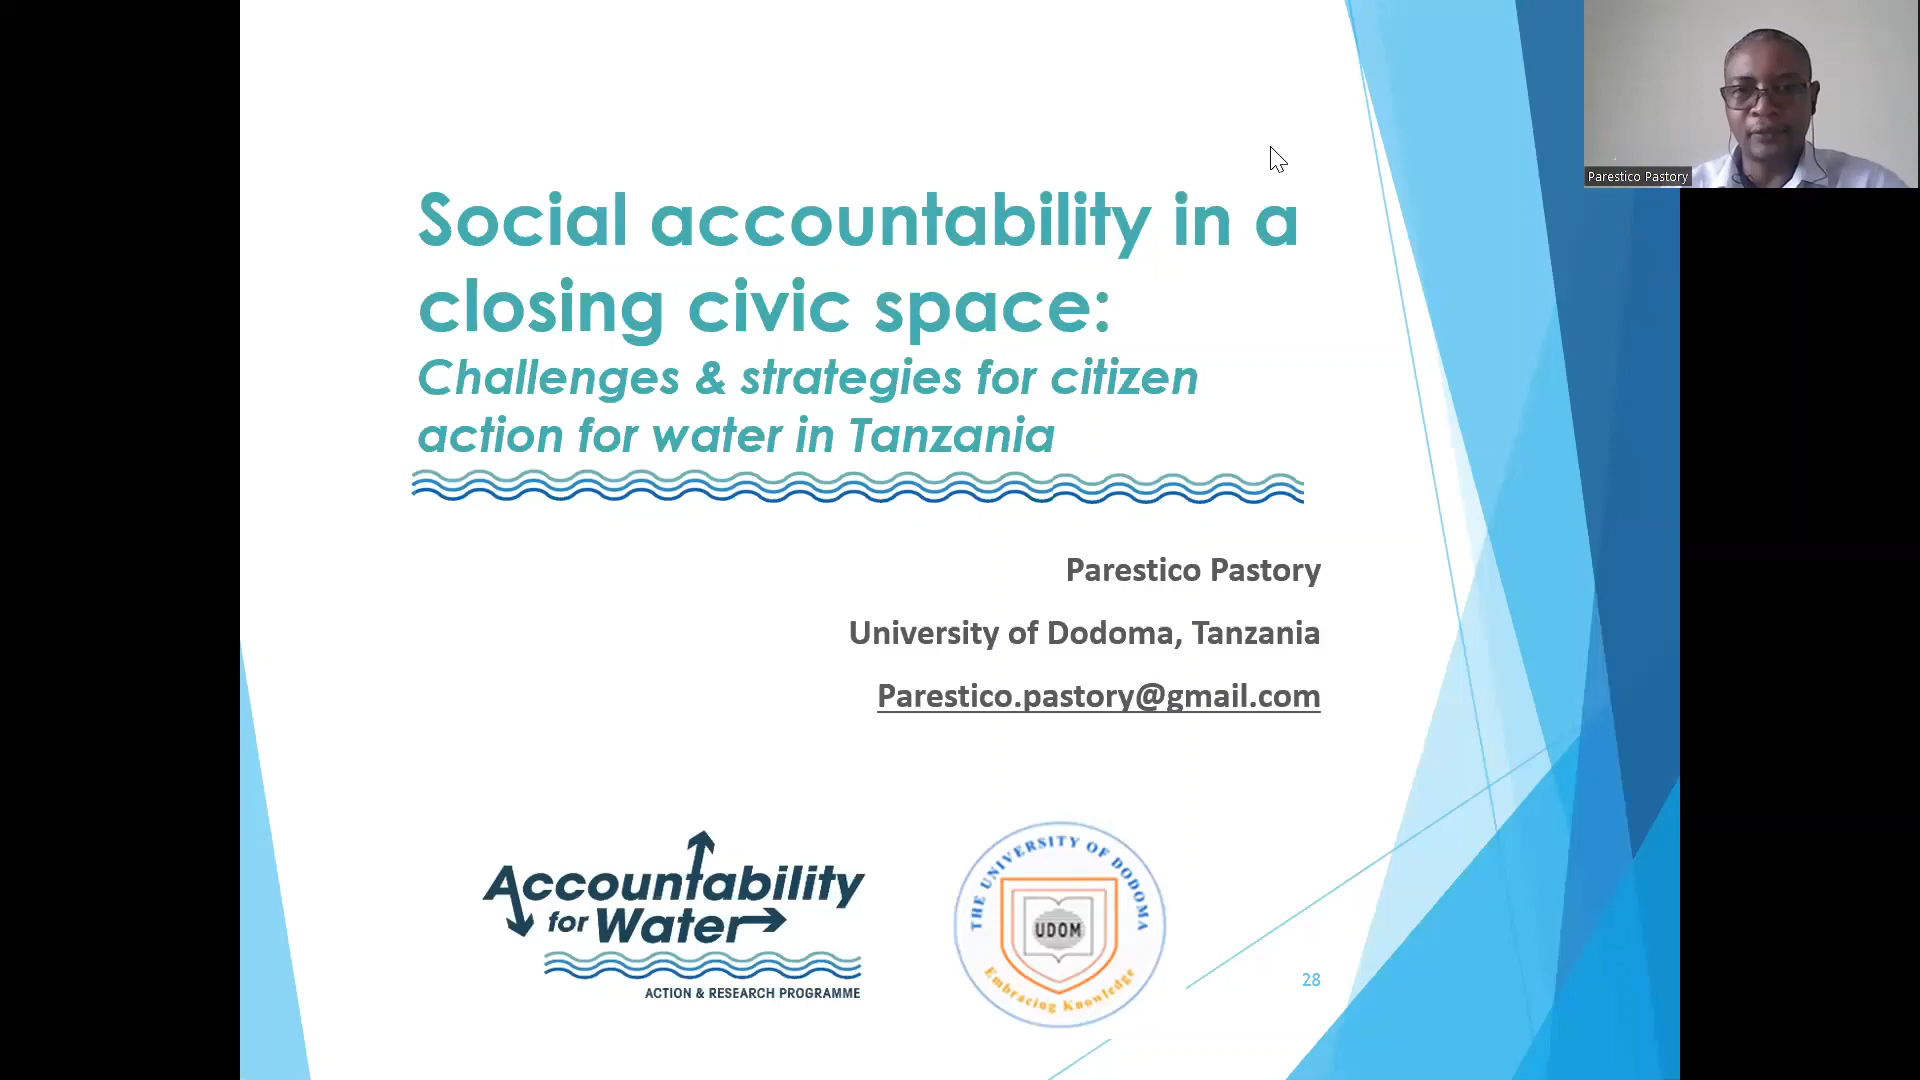 Parestico Pastory
Social accountability in a
closing civic space:
Challenges & strategies for citizen
action for water in Tanzania
Parestico Pastory
University of Dodoma, Tanzania
Parestico.pastory@gmail.com
Accountability
for Water
ACTION & RESEARCH PROGRAMME
THE UNIVERSITY OF DODOMA
UDOM
Embracing Knowledge
28